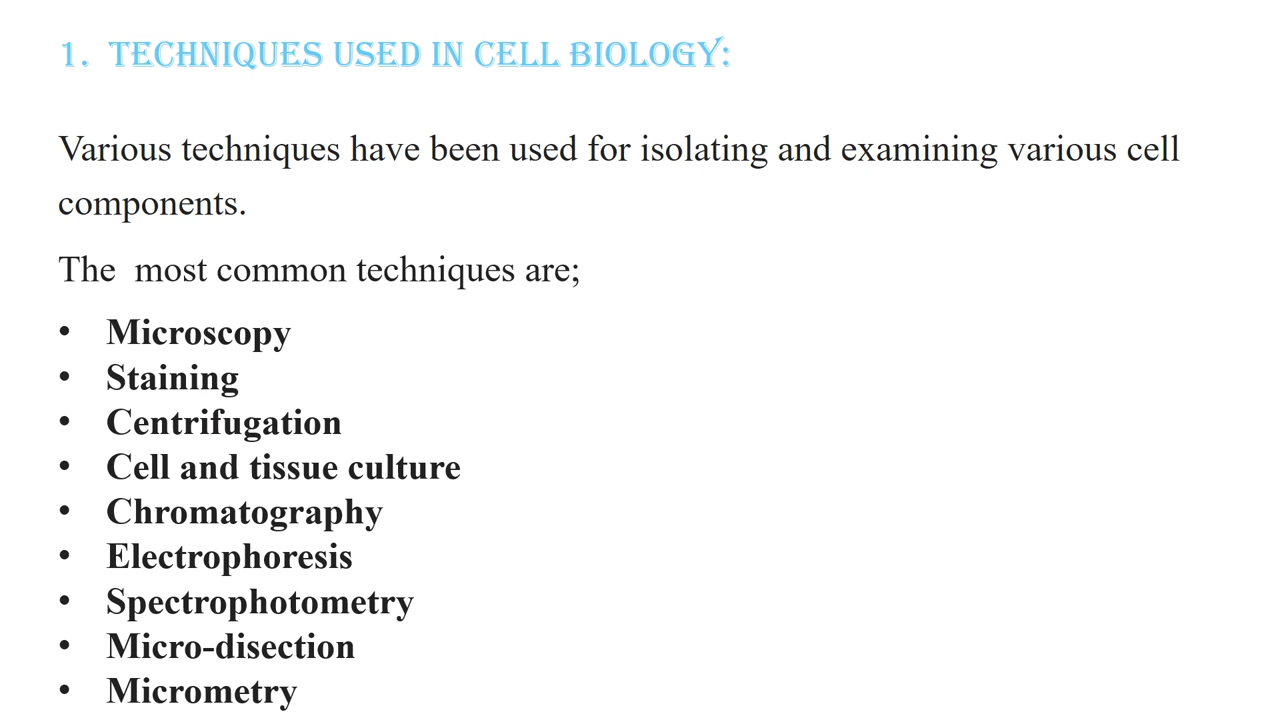 1. TECHNIQUES USED IN CELL BIOLOGY:
Various techniques have been used for isolating and examining various cell
components.
The  most common techniques are;
• Microscopy
• Staining
• Centrifugation
• Cell and tissue culture
• Chromatography
• Electrophoresis
• Spectrophotometry
• Micro-disection
• Micrometry